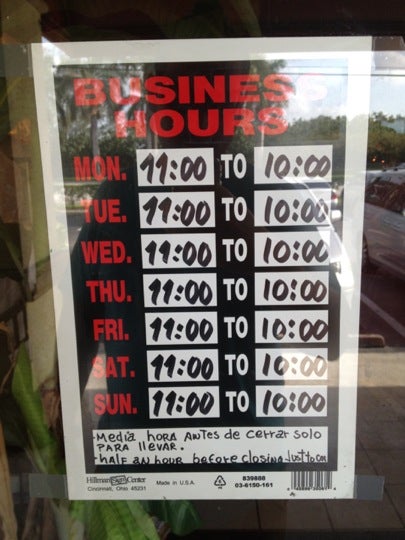 BUSINESS
HOURS
MON. 11:00 TO 10:00
TUE. 11:00 TO 10:00
WED. 11:00 TO 10:00
THU. 11:00 TO 10:00
FRI. 11:00 TO 10:00
SAT. 11:00 TO 10:00
SUN. 11:00 TO 10:00
- Media hora Antes de cerrar solo
PARA llevar.
- half an hour before closing Just to
Hillman Sign Center
Cincinnati, Ohio 45231
Made in U.S.A.
839888
03-6150-161